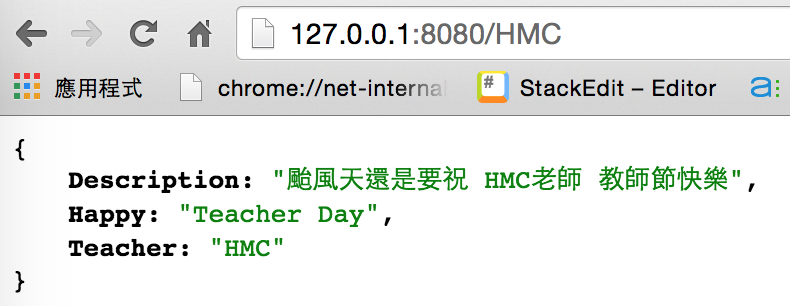 127.0.0.1:8080/HMC
應用程式 chrome://net-interna StackEdit – Editor a:
{
Description: "颱風天還是要祝 HMC老師 教師節快樂",
Happy: "Teacher Day",
Teacher: "HMC"
}